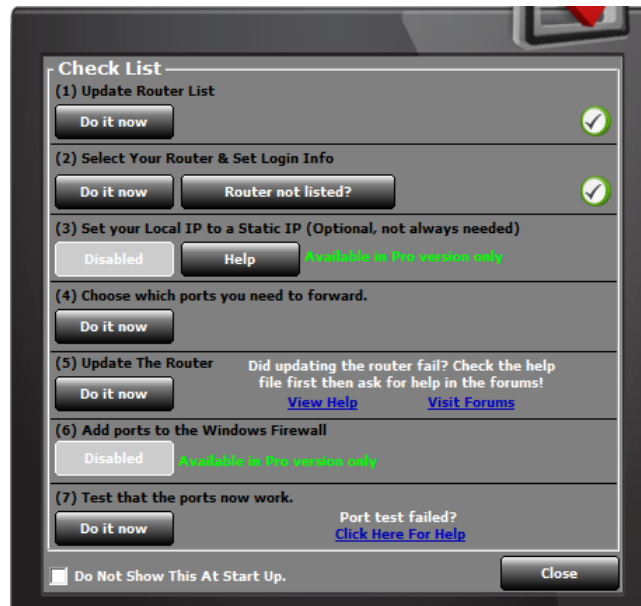 Check List
(1) Update Router List
Do it now
(2) Select Your Router & Set Login Info
Do it now
Router not listed?
(3) Set your Local IP to a Static IP (Optional, not always needed)
Disabled
Help
Available in Pro version only
(4) Choose which ports you need to forward.
Do it now
(5) Update The Router
Do it now
Did updating the router fail? Check the help
file first then ask for help in the forums!
View Help
Visit Forums
(6) Add ports to the Windows Firewall
Disabled
Available in Pro version only
(7) Test that the ports now work.
Do it now
Port test failed?
Click Here For Help
Do Not Show This At Start Up.
Close